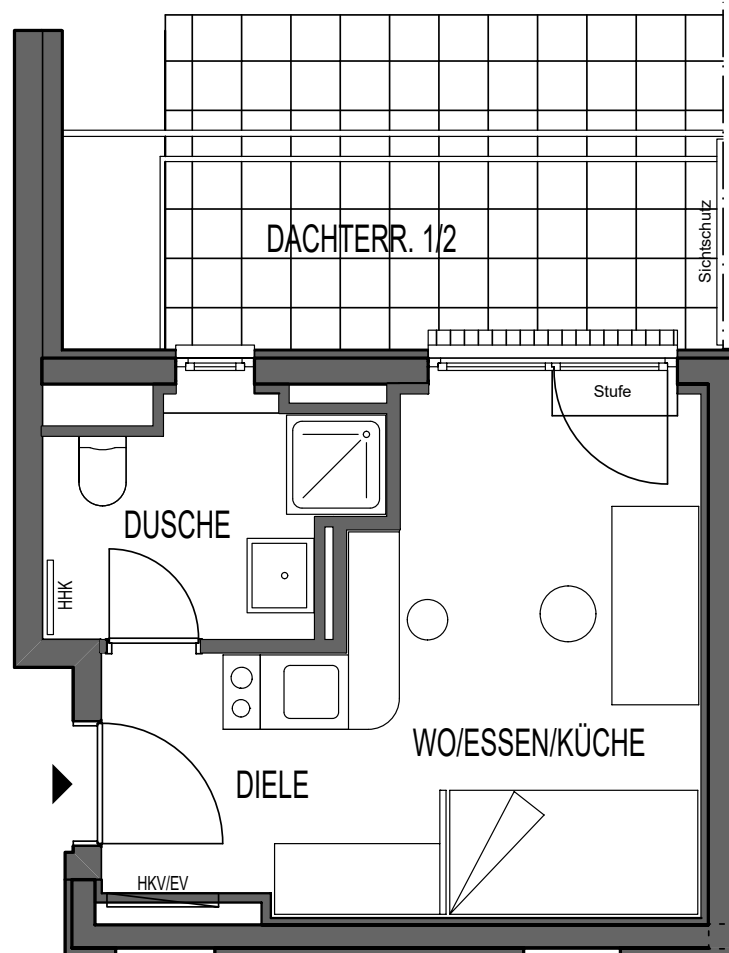 DACHTERR. 1/2
Sichtschutz
Stufe
DUSCHE
HHK
WO/ESSEN/KÜCHE
DIELE
HKV/EV